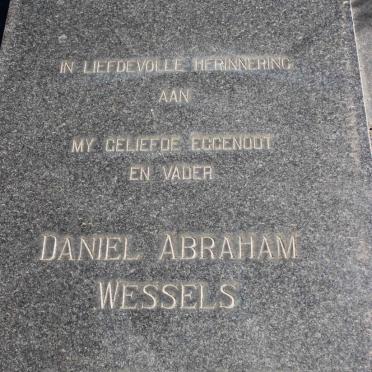 IN LIEFDEVOLLE HERINNERING
AAN
MY GELIEFDE EGGENOOT
EN VADER
DANIEL ABRAHAM
WESSELS